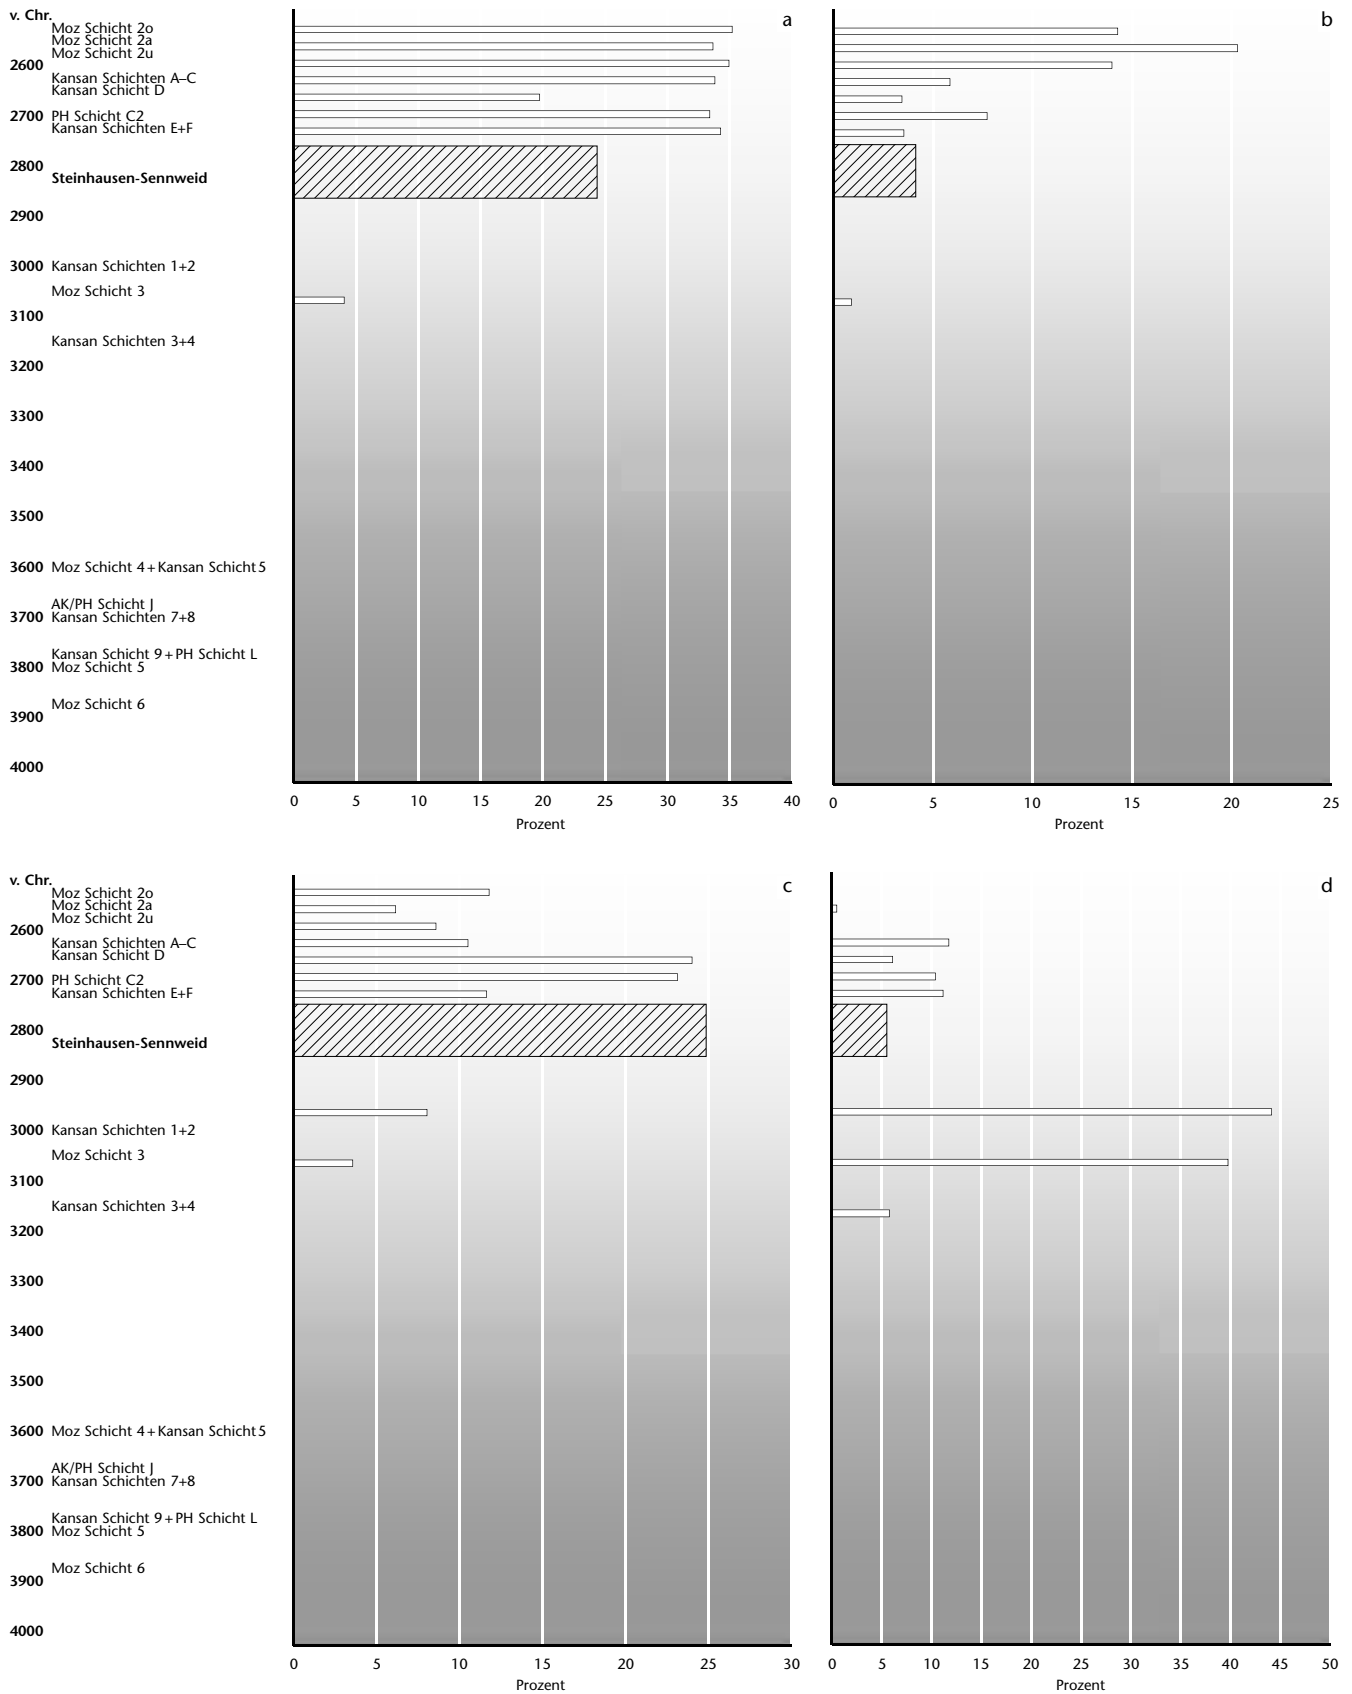 v. Chr.
Moz Schicht 2o
Moz Schicht 2a
Moz Schicht 2u
2600
Kansan Schichten A–C
Kansan Schicht D
2700 PH Schicht C2
Kansan Schichten E+F
2800
Steinhausen-Sennweid
2900
3000 Kansan Schichten 1+2
Moz Schicht 3
3100
Kansan Schichten 3+4
3200
3300
3400
3500
3600 Moz Schicht 4+Kansan Schicht 5
AK/PH Schicht J
3700 Kansan Schichten 7+8
Kansan Schicht 9+PH Schicht L
3800 Moz Schicht 5
Moz Schicht 6
3900
4000
a
0 5 10 15 20 25 30 35 40
Prozent
b
0 5 10 15 20 25
Prozent
v. Chr.
Moz Schicht 2o
Moz Schicht 2a
Moz Schicht 2u
2600
Kansan Schichten A–C
Kansan Schicht D
2700 PH Schicht C2
Kansan Schichten E+F
2800
Steinhausen-Sennweid
2900
3000 Kansan Schichten 1+2
Moz Schicht 3
3100
Kansan Schichten 3+4
3200
3300
3400
3500
3600 Moz Schicht 4+Kansan Schicht 5
AK/PH Schicht J
3700 Kansan Schichten 7+8
Kansan Schicht 9+PH Schicht L
3800 Moz Schicht 5
Moz Schicht 6
3900
4000
c
0 5 10 15 20 25 30
Prozent
d
0 5 10 15 20 25 30 35 40 45 50
Prozent